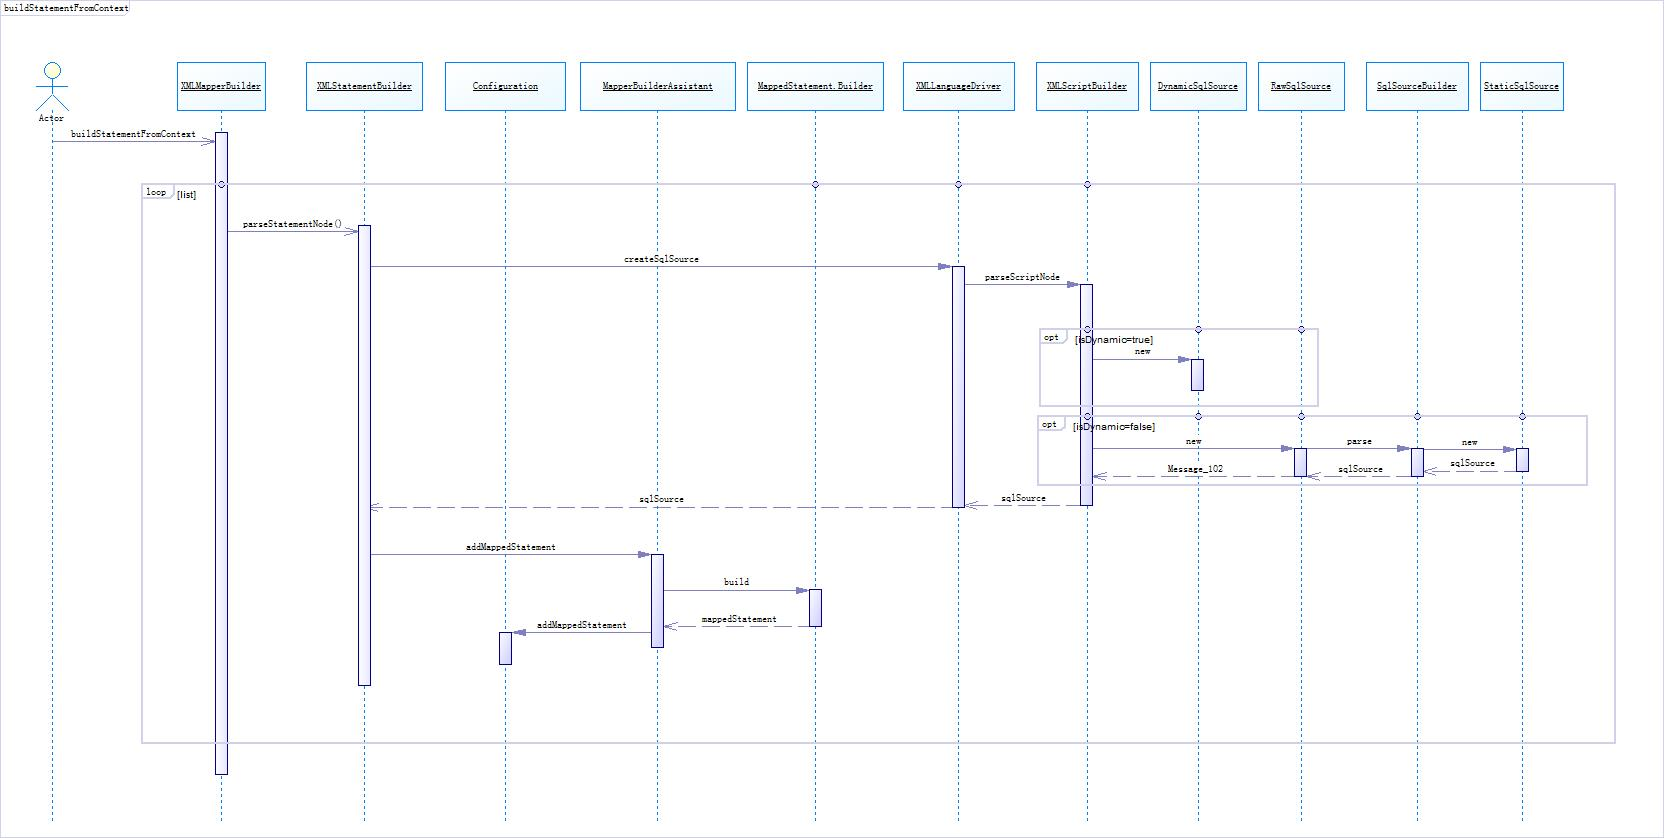 buildStatementFromContext
Actor
XMLMapperBuilder
XMLStatementBuilder
Configuration
MapperBuilderAssistant
MappedStatement.Builder
XMLLanguageDriver
XMLScriptBuilder
DynamicSqlSource
RawSqlSource
SqlSourceBuilder
StaticSqlSource
buildStatementFromContext
loop
[list]
parseStatementNode()
createSqlSource
parseScriptNode
opt
[isDynamic=true]
new
opt
[isDynamic=false]
new
parse
new
Message_102
sqlSource
sqlSource
sqlSource
sqlSource
addMappedStatement
build
mappedStatement
addMappedStatement